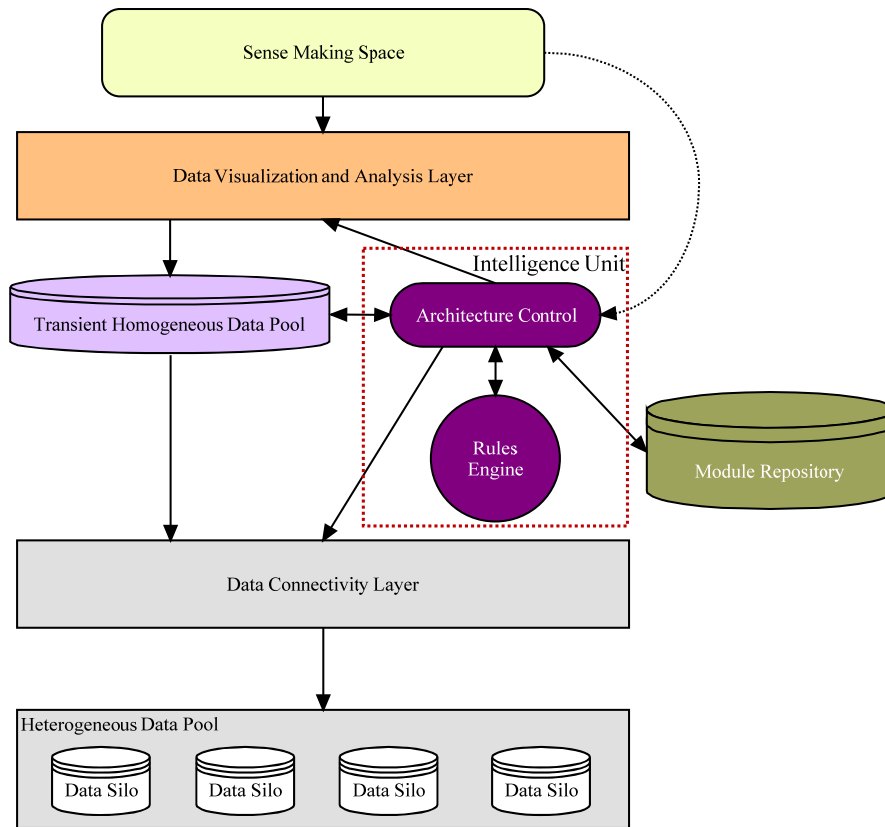 Sense Making Space
Data Visualization and Analysis Layer
Intelligence Unit
Transient Homogeneous Data Pool
Architecture Control
Rules
Engine
Module Repository
Data Connectivity Layer
Heterogeneous Data Pool
Data Silo
Data Silo
Data Silo
Data Silo